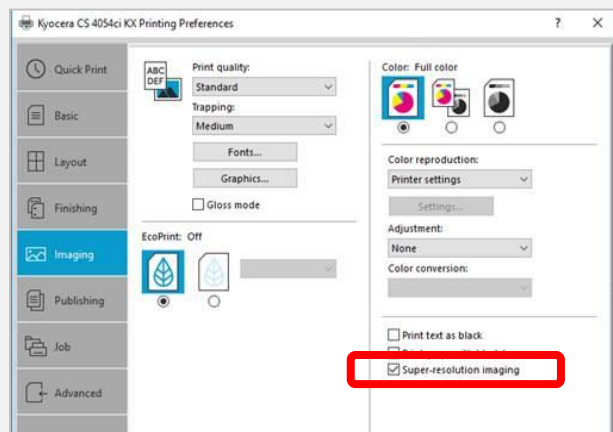 Kyocera CS 4054ci KX Printing Preferences
Quick Print
Basic
Layout
Finishing
Imaging
Publishing
Job
Advanced
ABC
DEF
Print quality:
Standard
Trapping:
Medium
Fonts...
Graphics...
Gloss mode
EcoPrint: Off
Color: Full color
Color reproduction:
Printer settings
Settings...
Adjustment:
None
Color conversion:
Print text as black
Super-resolution imaging